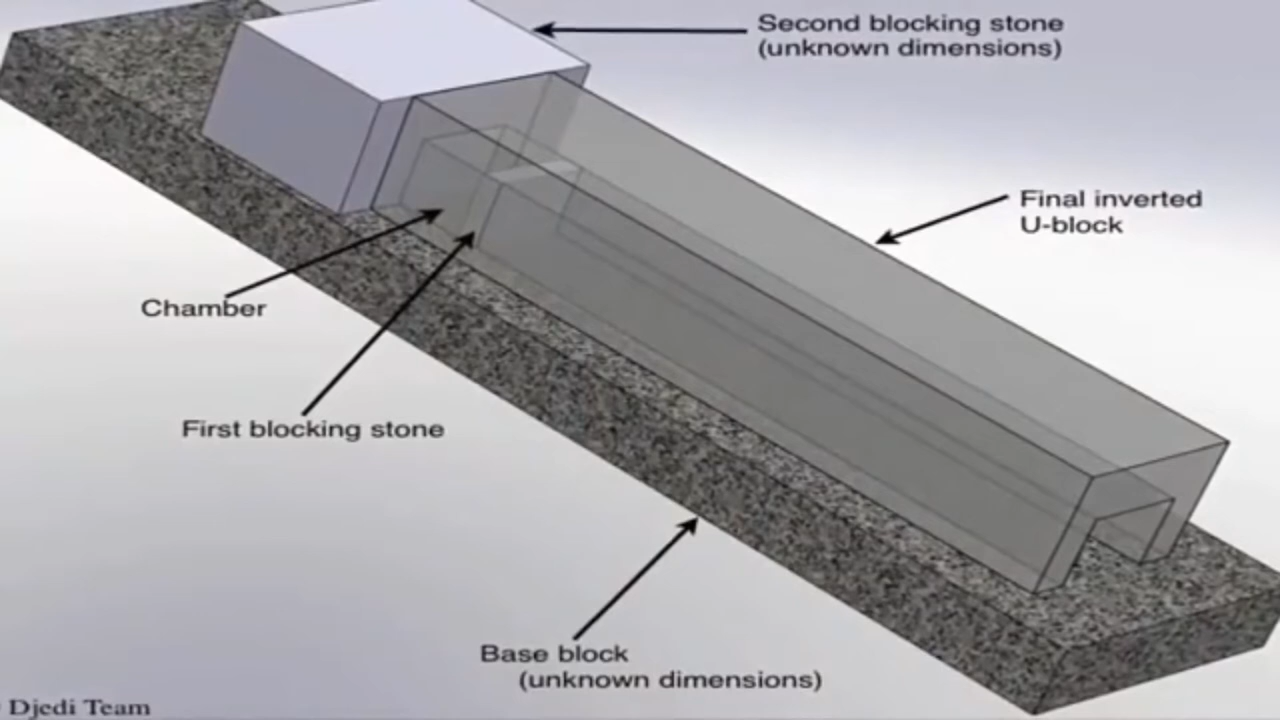 Second blocking stone
(unknown dimensions)
Final inverted
U-block
Chamber
First blocking stone
Base block
(unknown dimensions)
Djedi Team